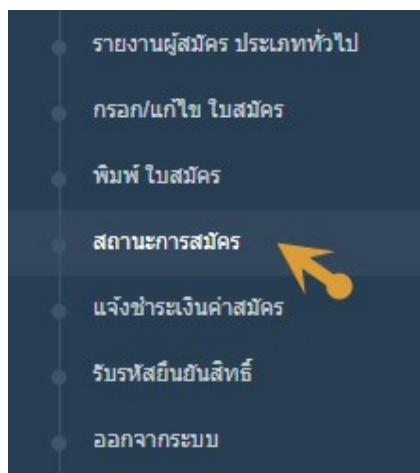 รายงานผู้สมัคร ประเภททั่วไป
กรอก/แก้ไข ใบสมัคร
พิมพ์ ใบสมัคร
สถานะการสมัคร
แจ้งชำระเงินค่าสมัคร
รับรหัสยืนยันสิทธิ์
ออกจากระบบ